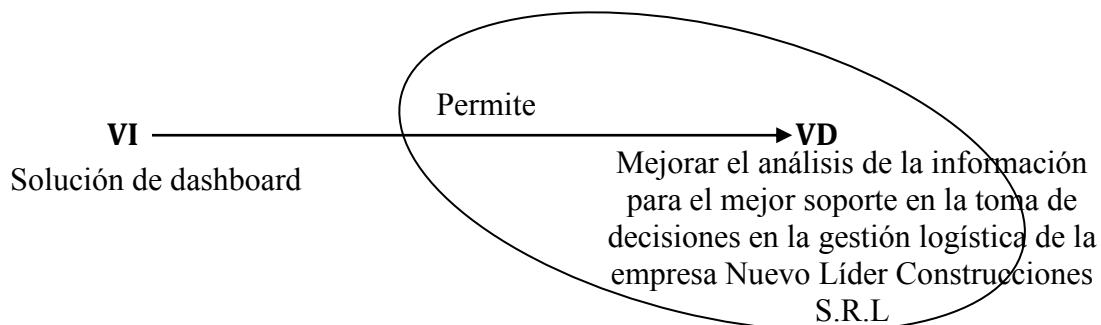 Permite
VI
VD
Solución de dashboard
Mejorar el análisis de la información
para el mejor soporte en la toma de
decisiones en la gestión logística de la
empresa Nuevo Líder Construcciones
S.R.L